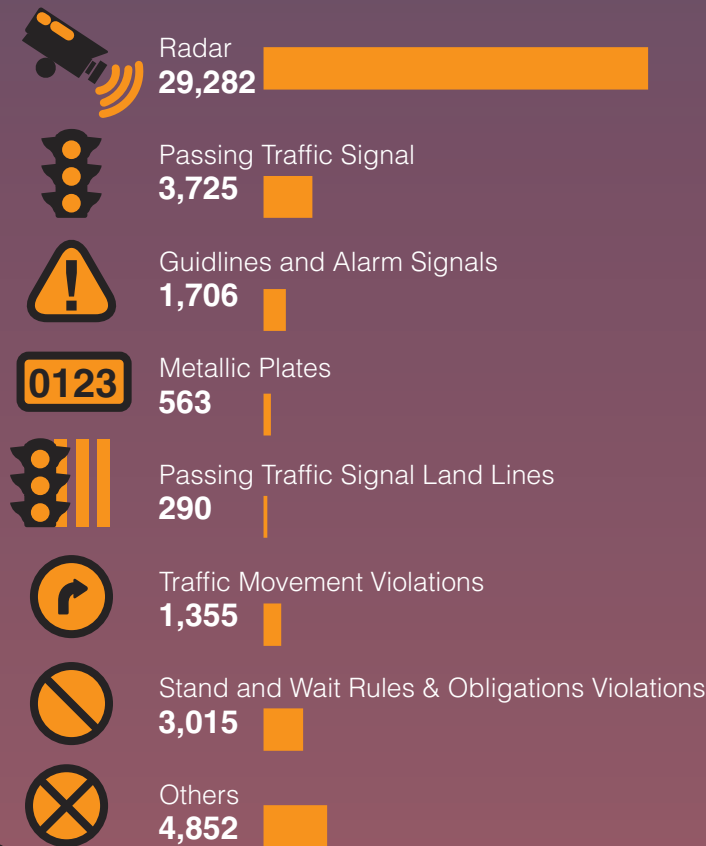 Radar
29,282
Passing Traffic Signal
3,725
Guidlines and Alarm Signals
1,706
0123
Metallic Plates
563
Passing Traffic Signal Land Lines
290
Traffic Movement Violations
1,355
Stand and Wait Rules & Obligations Violations
3,015
Others
4,852